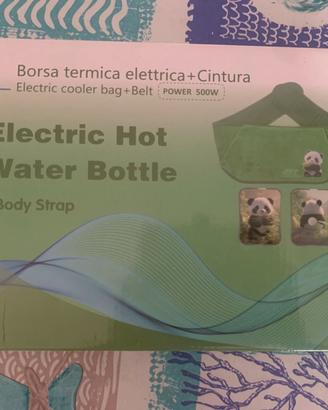 Borsa termica elettrica+Cintura
Electric cooler bag+Belt POWER 500W
Electric Hot
Water Bottle
Body Strap